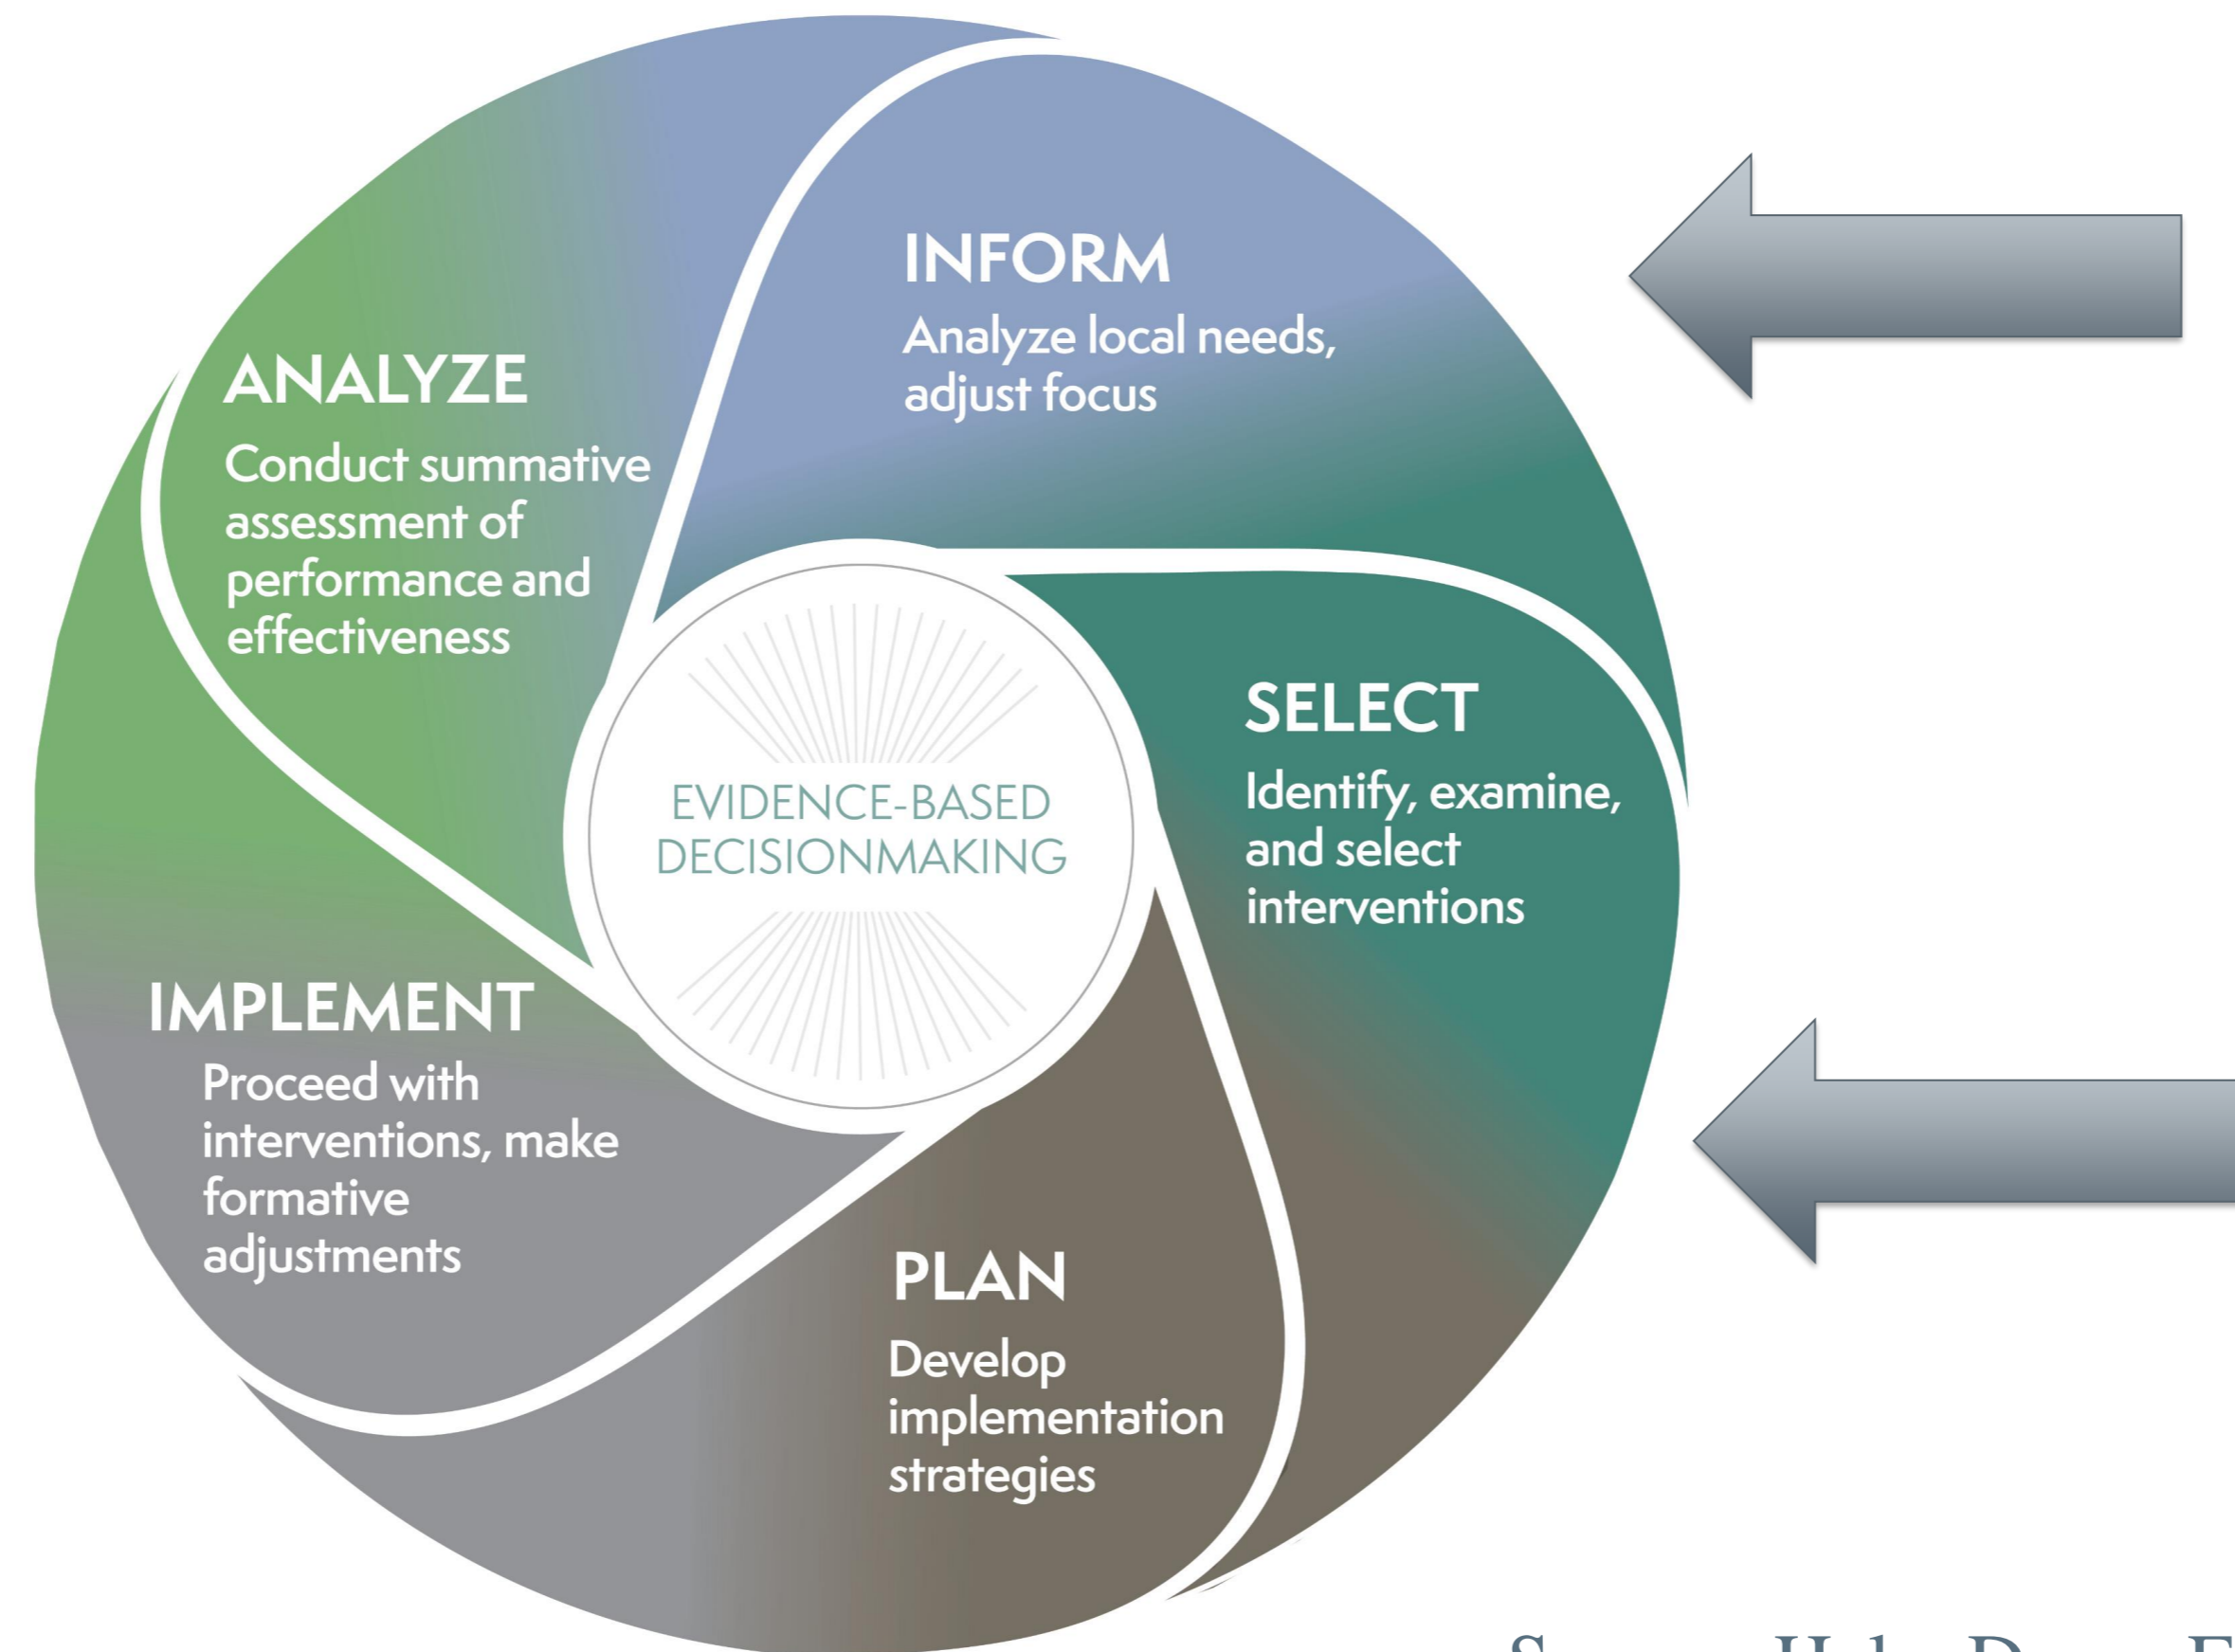 INFORM
Analyze local needs,
adjust focus
SELECT
Identify, examine,
and select
interventions
PLAN
Develop
implementation
strategies
IMPLEMENT
Proceed with
interventions, make
formative
adjustments
ANALYZE
Conduct summative
assessment of
performance and
effectiveness
EVIDENCE-BASED
DECISIONMAKING